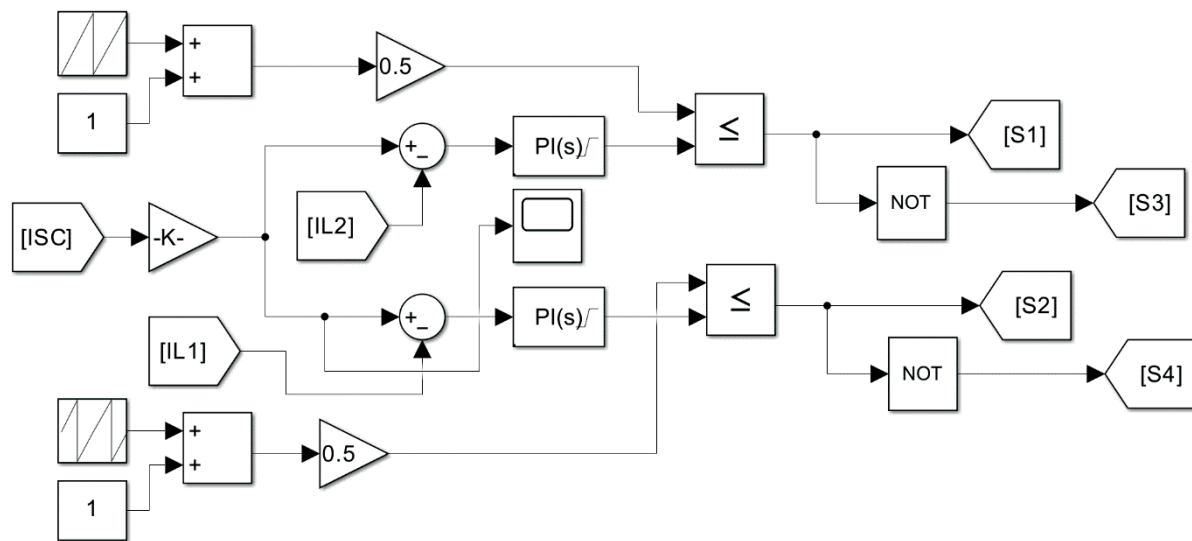 +
+
1
0.5
≤
[S1]
+
–
PI(s)
[IL2]
NOT
[S3]
[ISC]
-K-
≤
[S2]
+
–
PI(s)
[IL1]
NOT
[S4]
+
+
0.5
1